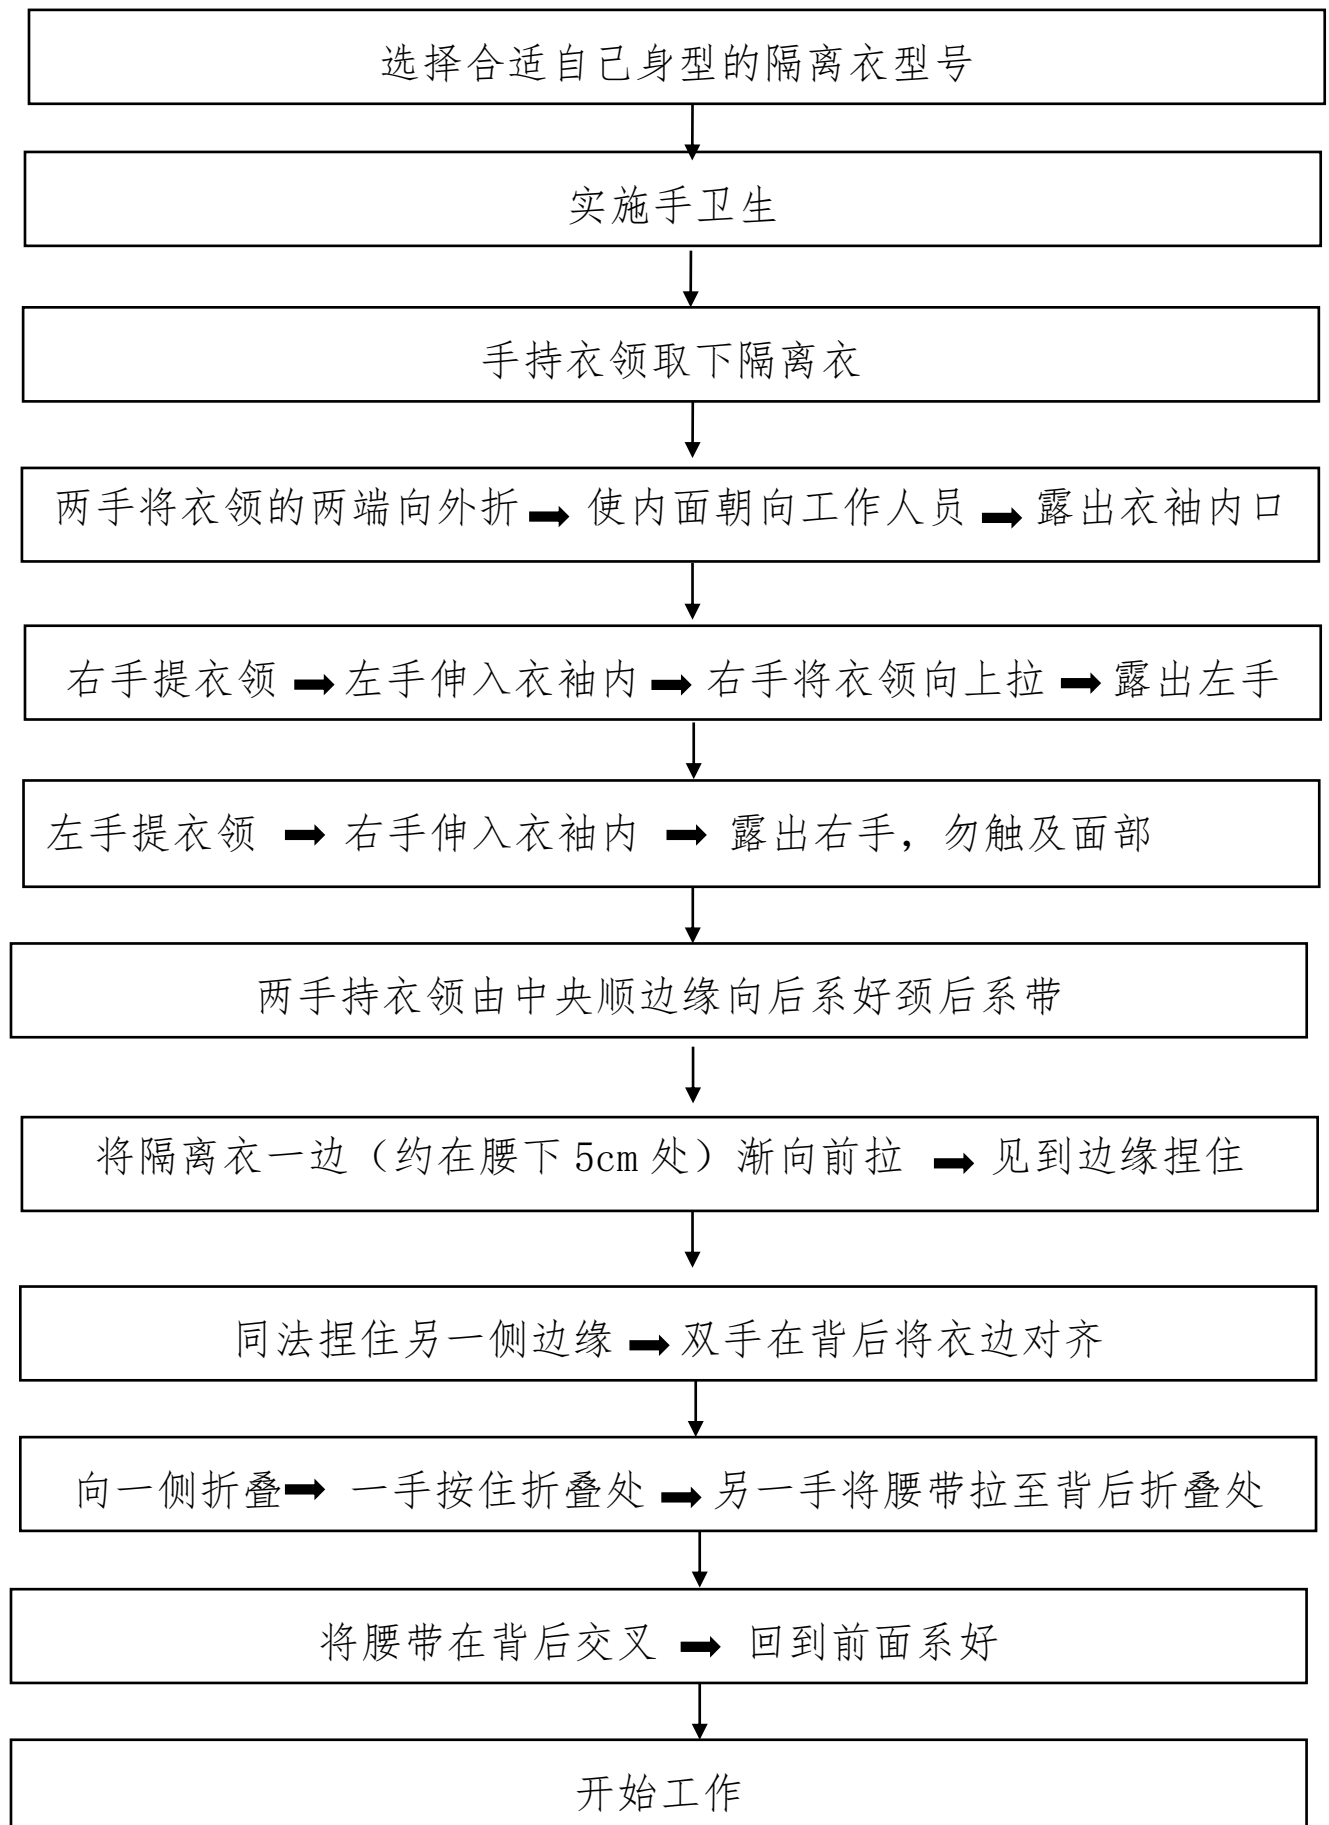 选择合适自己身型的隔离衣型号
实施手卫生
手持衣领取下隔离衣
两手将衣领的两端向外折 使内面朝向工作人员 露出衣袖内口
右手提衣领 左手伸入衣袖内 右手将衣领向上拉 露出左手
左手提衣领 右手伸入衣袖内 露出右手，勿触及面部
两手持衣领由中央顺边缘向后系好颈后系带
将隔离衣一边（约在腰下 5cm 处）渐向前拉 见到边缘捏住
同法捏住另一侧边缘 双手在背后将衣边对齐
向一侧折叠 一手按住折叠处 另一手将腰带拉至背后折叠处
将腰带在背后交叉 回到前面系好
开始工作